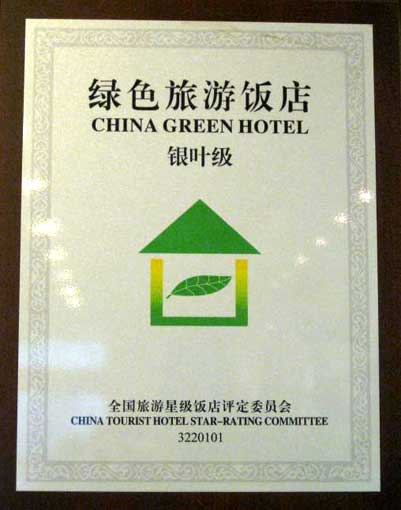 绿色旅游饭店
CHINA GREEN HOTEL
银叶级
全国旅游星级饭店评定委员会
CHINA TOURIST HOTEL STAR-RATING COMMITTEE
3220101